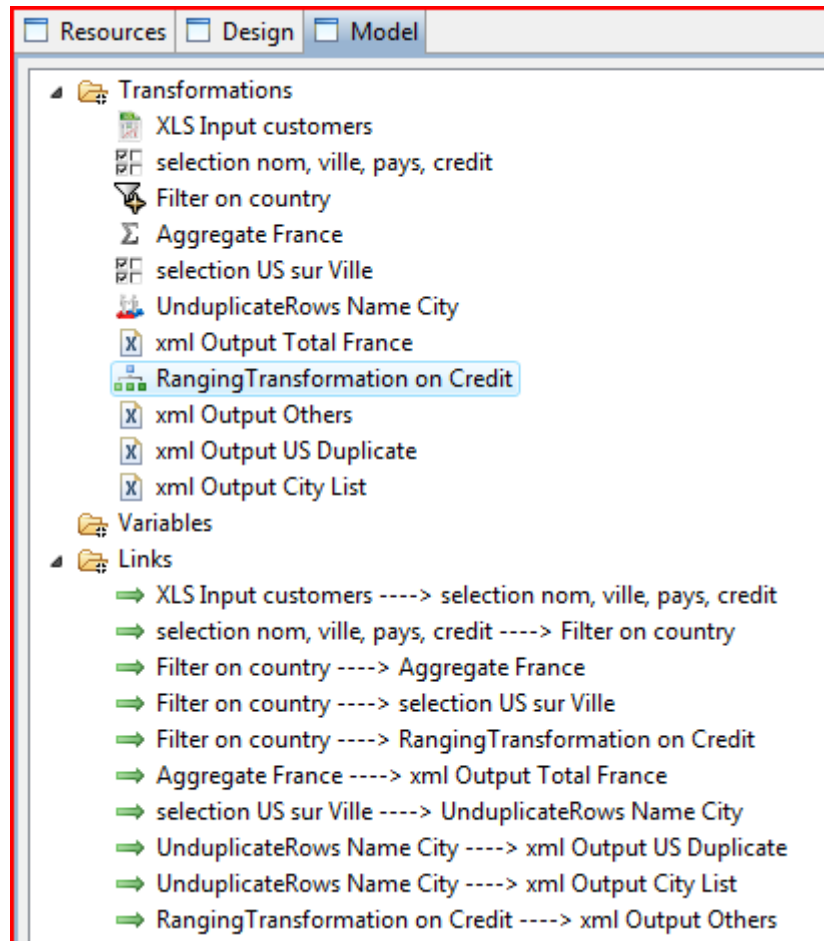 Resources Design Model
Transformations
XLS Input customers
selection nom, ville, pays, credit
Filter on country
Aggregate France
selection US sur Ville
UnduplicateRows Name City
xml Output Total France
RangingTransformation on Credit
xml Output Others
xml Output US Duplicate
xml Output City List
Variables
Links
XLS Input customers ----> selection nom, ville, pays, credit
selection nom, ville, pays, credit ----> Filter on country
Filter on country ----> Aggregate France
Filter on country ----> selection US sur Ville
Filter on country ----> RangingTransformation on Credit
Aggregate France ----> xml Output Total France
selection US sur Ville ----> UnduplicateRows Name City
UnduplicateRows Name City ----> xml Output US Duplicate
UnduplicateRows Name City ----> xml Output City List
RangingTransformation on Credit ----> xml Output Others